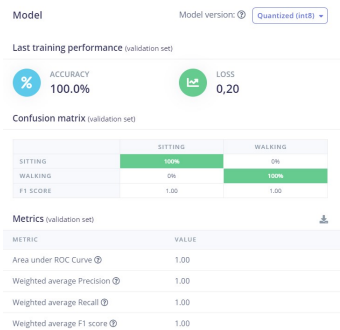 Model
Model version: Quantized (int8)
Last training performance (validation set)
% ACCURACY
100.0%
LOSS
0,20
Confusion matrix (validation set)
SITTING WALKING
SITTING 100% 0%
WALKING 0% 100%
F1 SCORE 1.00 1.00
Metrics (validation set)
METRIC VALUE
Area under ROC Curve 1.00
Weighted average Precision 1.00
Weighted average Recall 1.00
Weighted average F1 score 1.00